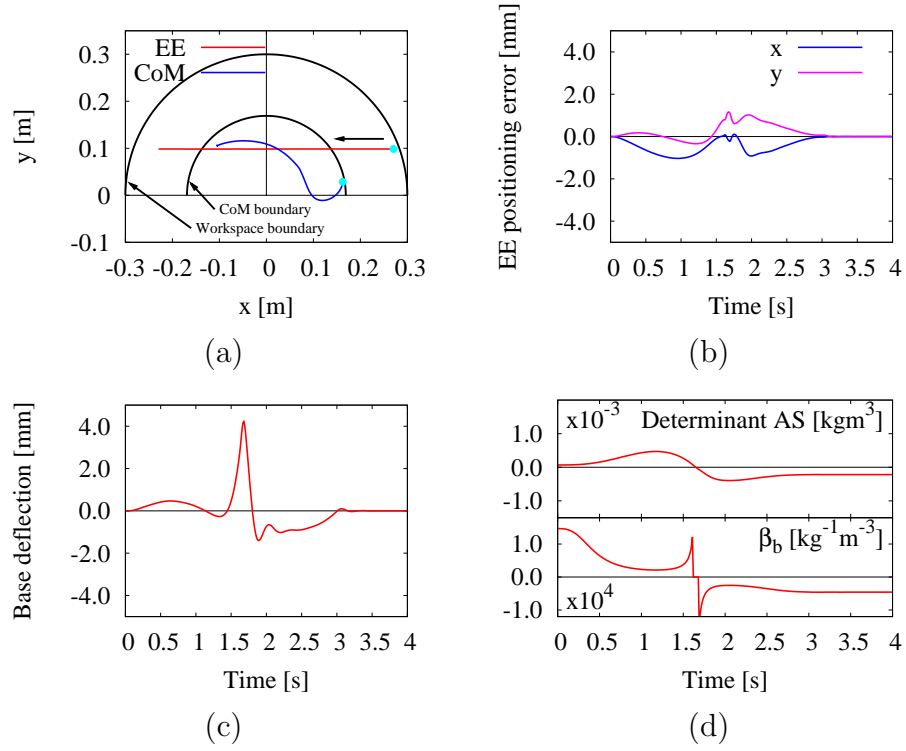 EE
CoM
0.3
0.2
0.1
0
-0.1
y [m]
CoM boundary
Workspace boundary
-0.3 -0.2 -0.1 0 0.1 0.2 0.3
x [m]
(a)
x
y
4.0
2.0
0.0
-2.0
-4.0
EE positioning error [mm]
0 0.5 1 1.5 2 2.5 3 3.5 4
Time [s]
(b)
4.0
2.0
0.0
-2.0
-4.0
Base deflection [mm]
0 0.5 1 1.5 2 2.5 3 3.5 4
Time [s]
(c)
x10⁻³ Determinant AS [kgm³]
1.0
0.0
-1.0
βb [kg⁻¹m⁻³]
1.0
0.0
-1.0
x10⁴
0 0.5 1 1.5 2 2.5 3 3.5 4
Time [s]
(d)